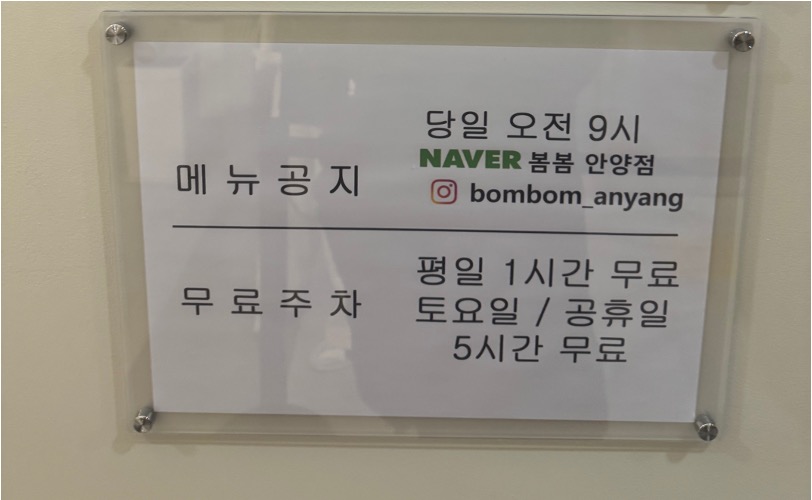 메뉴공지
당일 오전 9시
NAVER 봄봄 안양점
bombom_anyang
무료주차
평일 1시간 무료
토요일 / 공휴일
5시간 무료